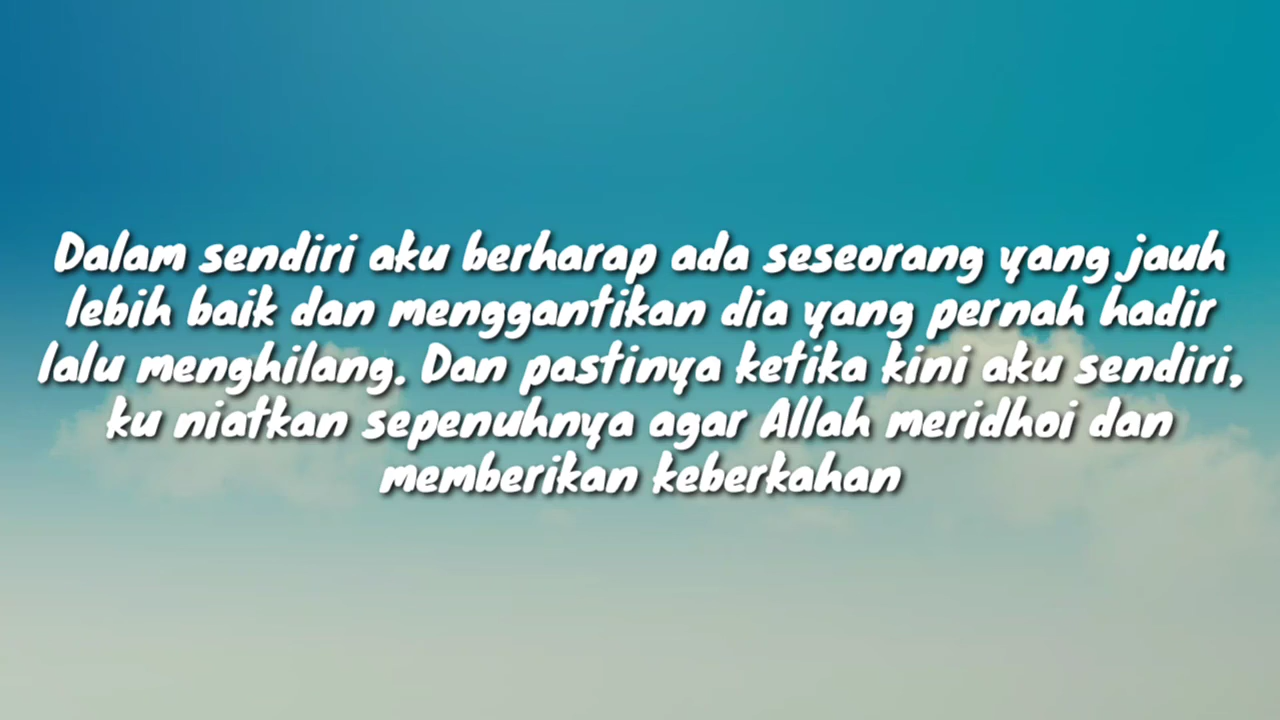 Dalam sendiri aku berharap ada seseorang yang jauh
lebih baik dan menggantikan dia yang pernah hadir
lalu menghilang. Dan pastinya ketika kini aku sendiri,
ku niatkan sepenuhnya agar Allah meridhoi dan
memberikan keberkahan